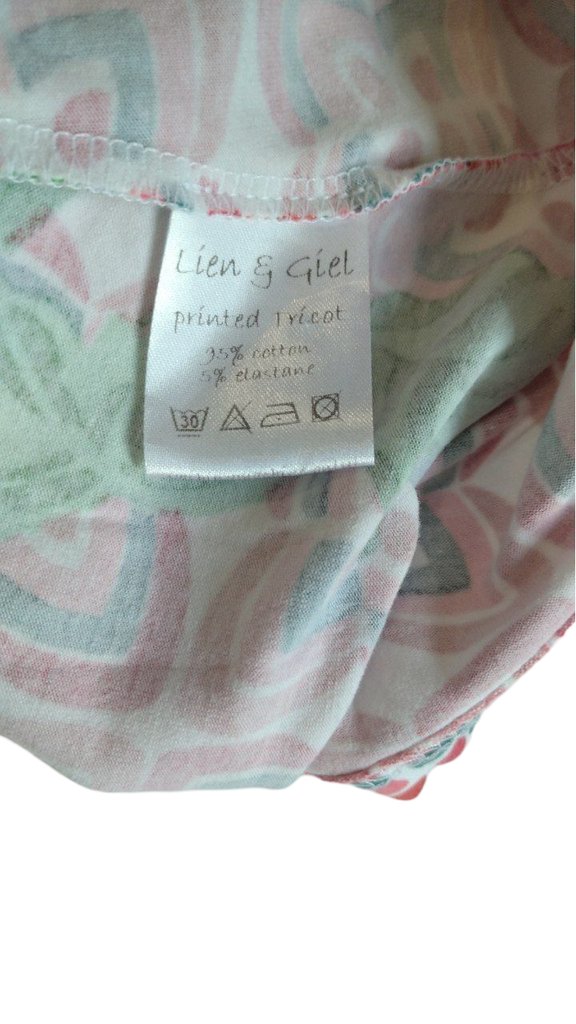 Lien & Giel
printed Tricot
95% cotton
5% elastane
30